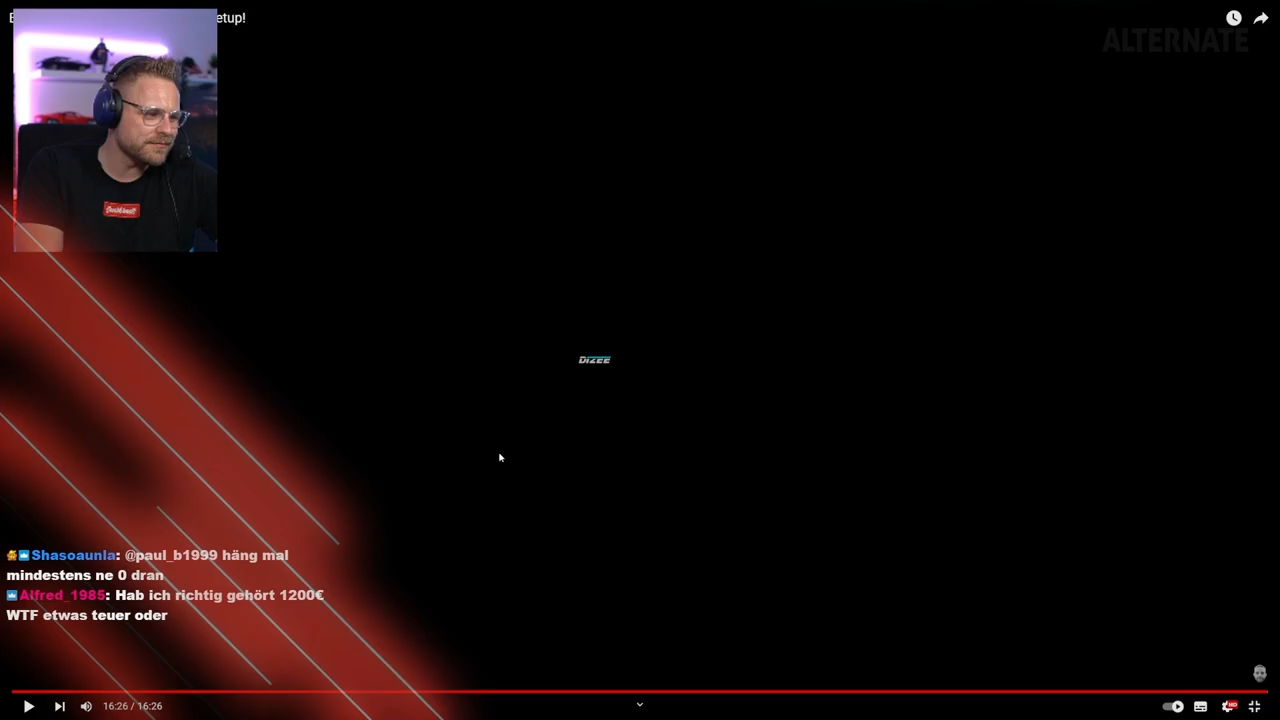 etup!
ALTERNATE
DIZEE
Shasoaunla: @paul_b1999 häng mal
mindestens ne 0 dran
Alfred_1985: Hab ich richtig gehört 1200€
WTF etwas teuer oder
16:26 / 16:26
HD